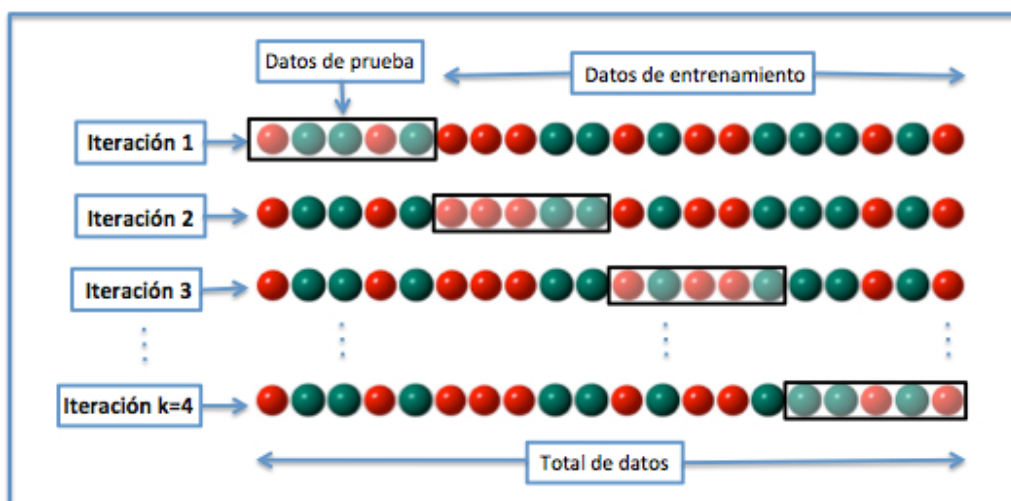 Datos de prueba
Datos de entrenamiento
Iteración 1
Iteración 2
Iteración 3
Iteración k=4
Total de datos